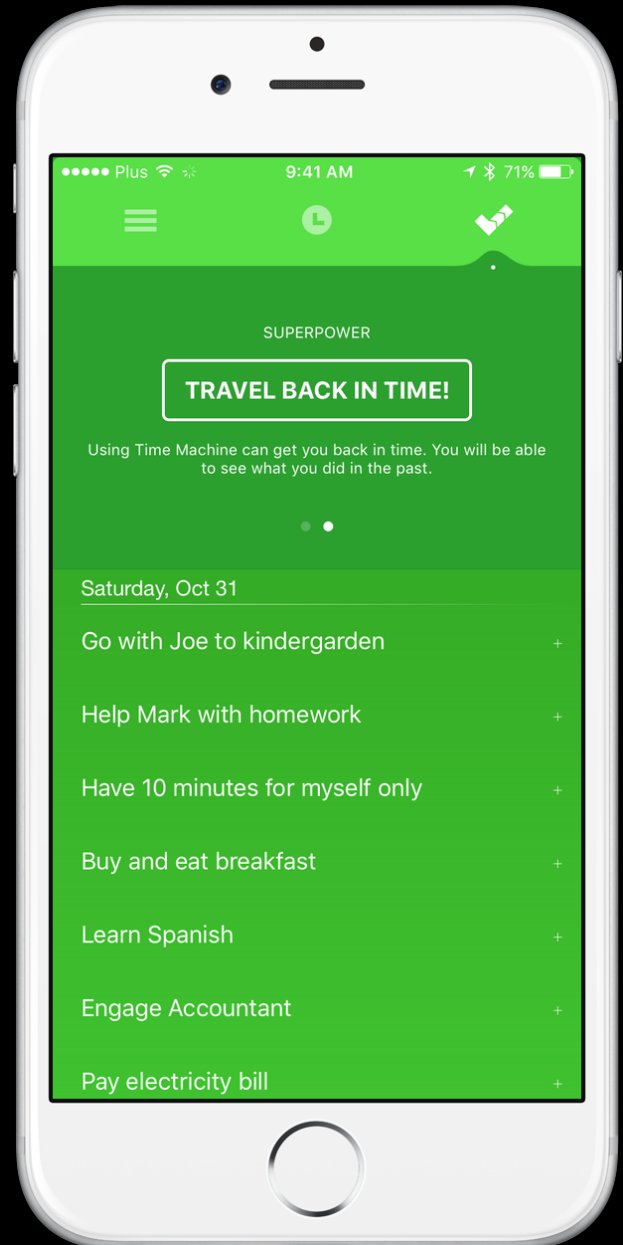 Plus 9:41 AM 71%
SUPERPOWER
TRAVEL BACK IN TIME!
Using Time Machine can get you back in time. You will be able
to see what you did in the past.
Saturday, Oct 31
Go with Joe to kindergarden +
Help Mark with homework +
Have 10 minutes for myself only +
Buy and eat breakfast +
Learn Spanish +
Engage Accountant +
Pay electricity bill +